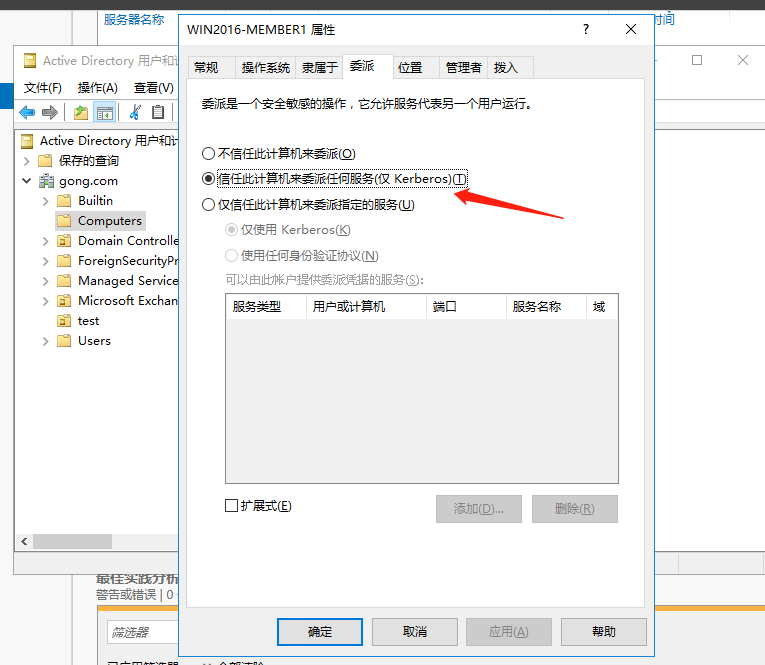 服务器名称
时间
WIN2016-MEMBER1 属性
?
Active Directory 用户和计
文件(F) 操作(A) 查看(V)
Active Directory 用户和计
保存的查询
gong.com
Builtin
Computers
Domain Controlle
ForeignSecurityPr
Managed Service
Microsoft Exchan
test
Users
常规 操作系统 隶属于 委派 位置 管理者 拨入
委派是一个安全敏感的操作，它允许服务代表另一个用户运行。
不信任此计算机来委派(O)
信任此计算机来委派任何服务(仅 Kerberos)(T)
仅信任此计算机来委派指定的服务(U)
仅使用 Kerberos(K)
使用任何身份验证协议(N)
可以由此帐户提供委派凭据的服务(S):
服务类型 用户或计算机 端口 服务名称 域
扩展式(E)
添加(D)... 删除(R)
最佳实践分析
警告或错误 | 0
筛选器
确定 取消 应用(A) 帮助